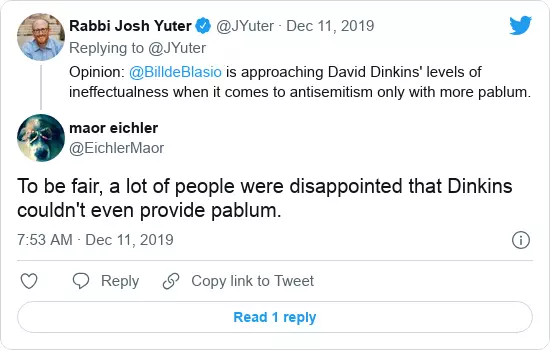 Rabbi Josh Yuter @JYuter · Dec 11, 2019
Replying to @JYuter
Opinion: @BilldeBlasio is approaching David Dinkins' levels of
ineffectualness when it comes to antisemitism only with more pablum.
maor eichler
@EichlerMaor
To be fair, a lot of people were disappointed that Dinkins
couldn't even provide pablum.
7:53 AM · Dec 11, 2019
Reply Copy link to Tweet
Read 1 reply